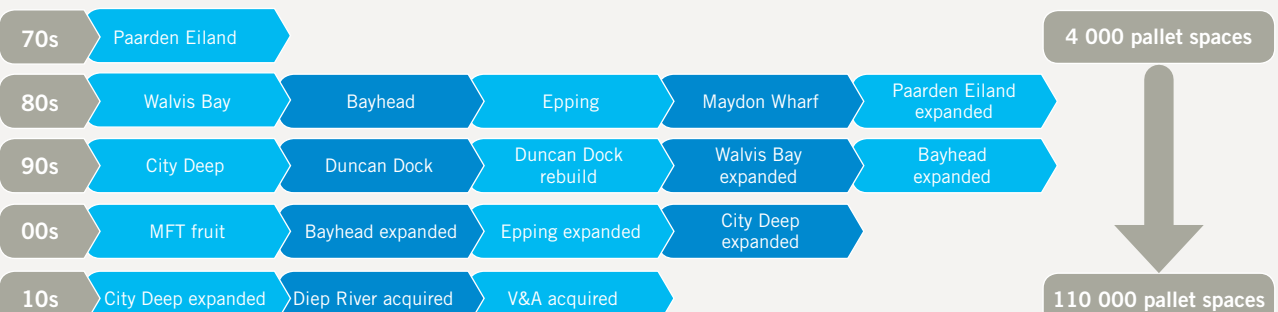 70s
Paarden Eiland
4 000 pallet spaces
80s
Walvis Bay
Bayhead
Epping
Maydon Wharf
Paarden Eiland
expanded
90s
City Deep
Duncan Dock
Duncan Dock
rebuild
Walvis Bay
expanded
Bayhead
expanded
00s
MFT fruit
Bayhead expanded
Epping expanded
City Deep
expanded
10s
City Deep expanded
Diep River acquired
V&A acquired
110 000 pallet spaces